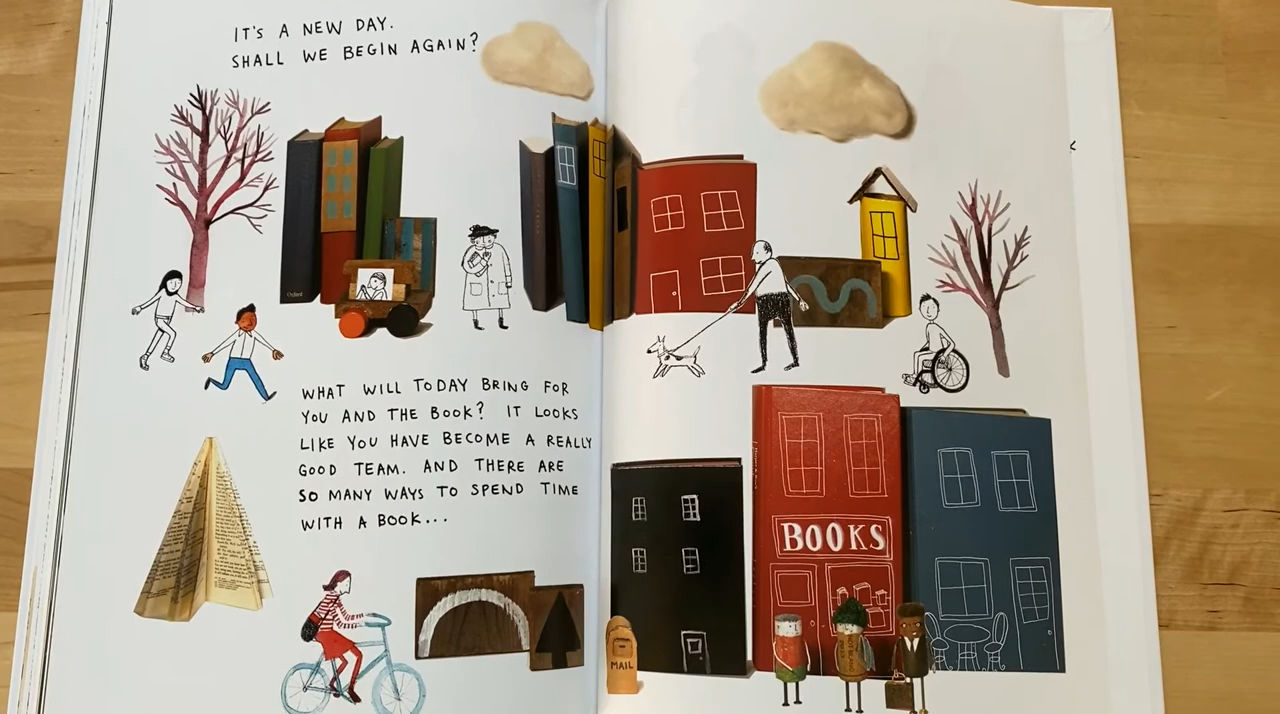 IT'S A NEW DAY.
SHALL WE BEGIN AGAIN?
Oxford
WHAT WILL TODAY BRING FOR
YOU AND THE BOOK? IT LOOKS
LIKE YOU HAVE BECOME A REALLY
GOOD TEAM. AND THERE ARE
SO MANY WAYS TO SPEND TIME
WITH A BOOK...
BOOKS
MAIL